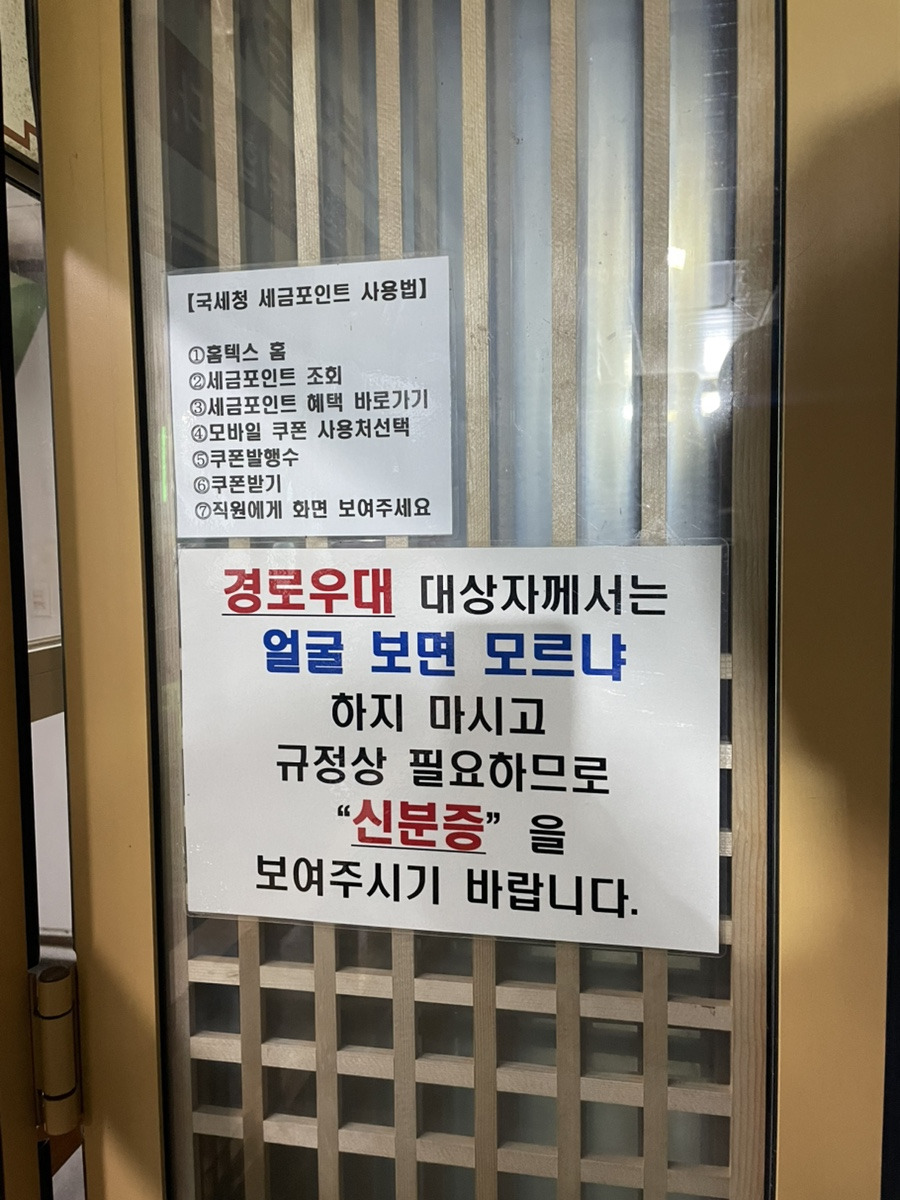 【국세청 세금포인트 사용법】
①홈텍스 홈
②세금포인트 조회
③세금포인트 혜택 바로가기
④모바일 쿠폰 사용처선택
⑤쿠폰발행수
⑥쿠폰받기
⑦직원에게 화면 보여주세요
경로우대 대상자께서는
얼굴 보면 모르냐
하지 마시고
규정상 필요하므로
“신분증” 을
보여주시기 바랍니다.